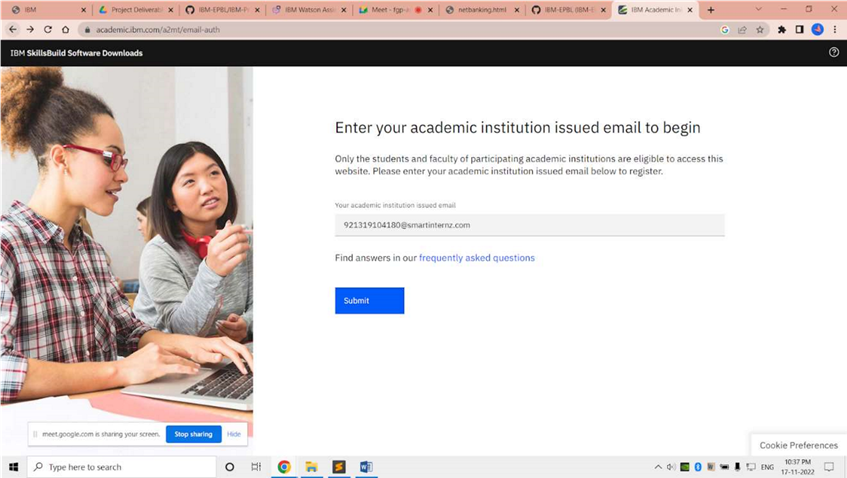 IBM
Project Deliverabl
IBM-EPBL/IBM-P
IBM Watson Ass
Meet - fgp-
netbanking.html
IBM-EPBL (IBM-E
IBM Academic In
academic.ibm.com/a2mt/email-auth
IBM SkillsBuild Software Downloads
Enter your academic institution issued email to begin
Only the students and faculty of participating academic institutions are eligible to access this
website. Please enter your academic institution issued email below to register.
Your academic institution issued email
921319104180@smartinternz.com
Find answers in our frequently asked questions
Submit
meet.google.com is sharing your screen.
Stop sharing
Hide
Cookie Preferences
Type here to search
ENG
10:37 PM
17-11-2022